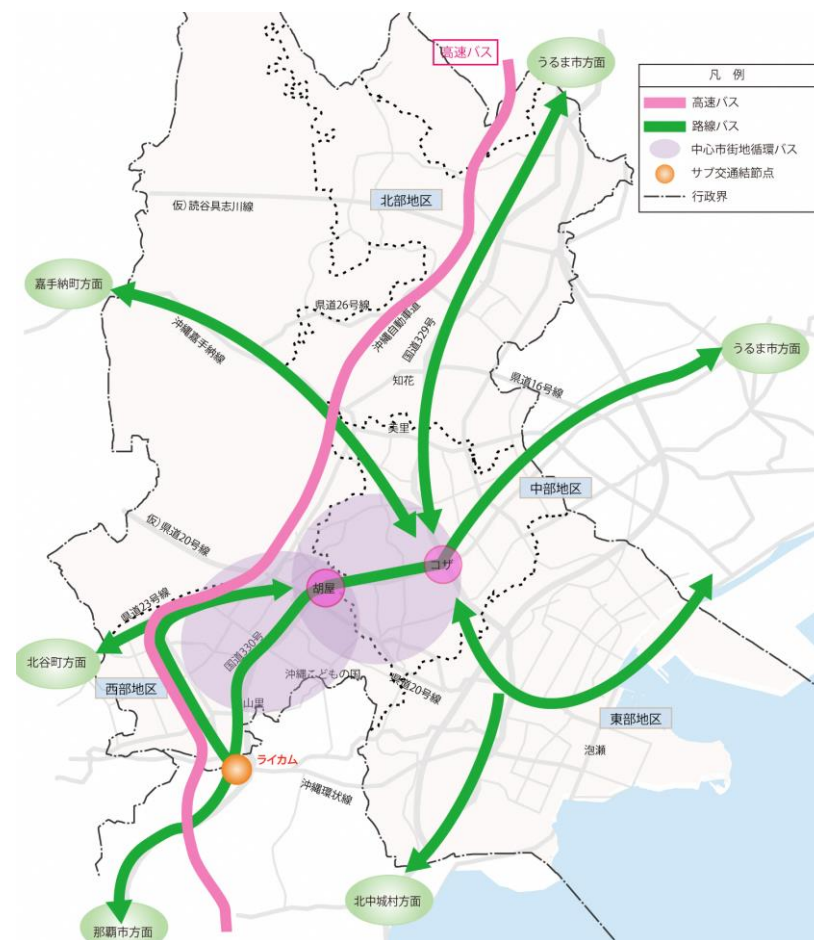 高速バス
うるま市方面
凡 例
高速バス
路線バス
中心市街地循環バス
サブ交通結節点
行政界
北部地区
仮)読谷具志川線
嘉手納町方面
県道26号線
沖縄嘉手納線
沖縄自動車道
国道329号
うるま市方面
知花
県道16号線
美里
中部地区
仮)県道20号線
コザ
胡屋
県道23号線
国道330号
北谷町方面
西部地区
沖縄こどもの国
県道20号線
山里
東部地区
泡瀬
ライカム
沖縄環状線
北中城村方面
那覇市方面